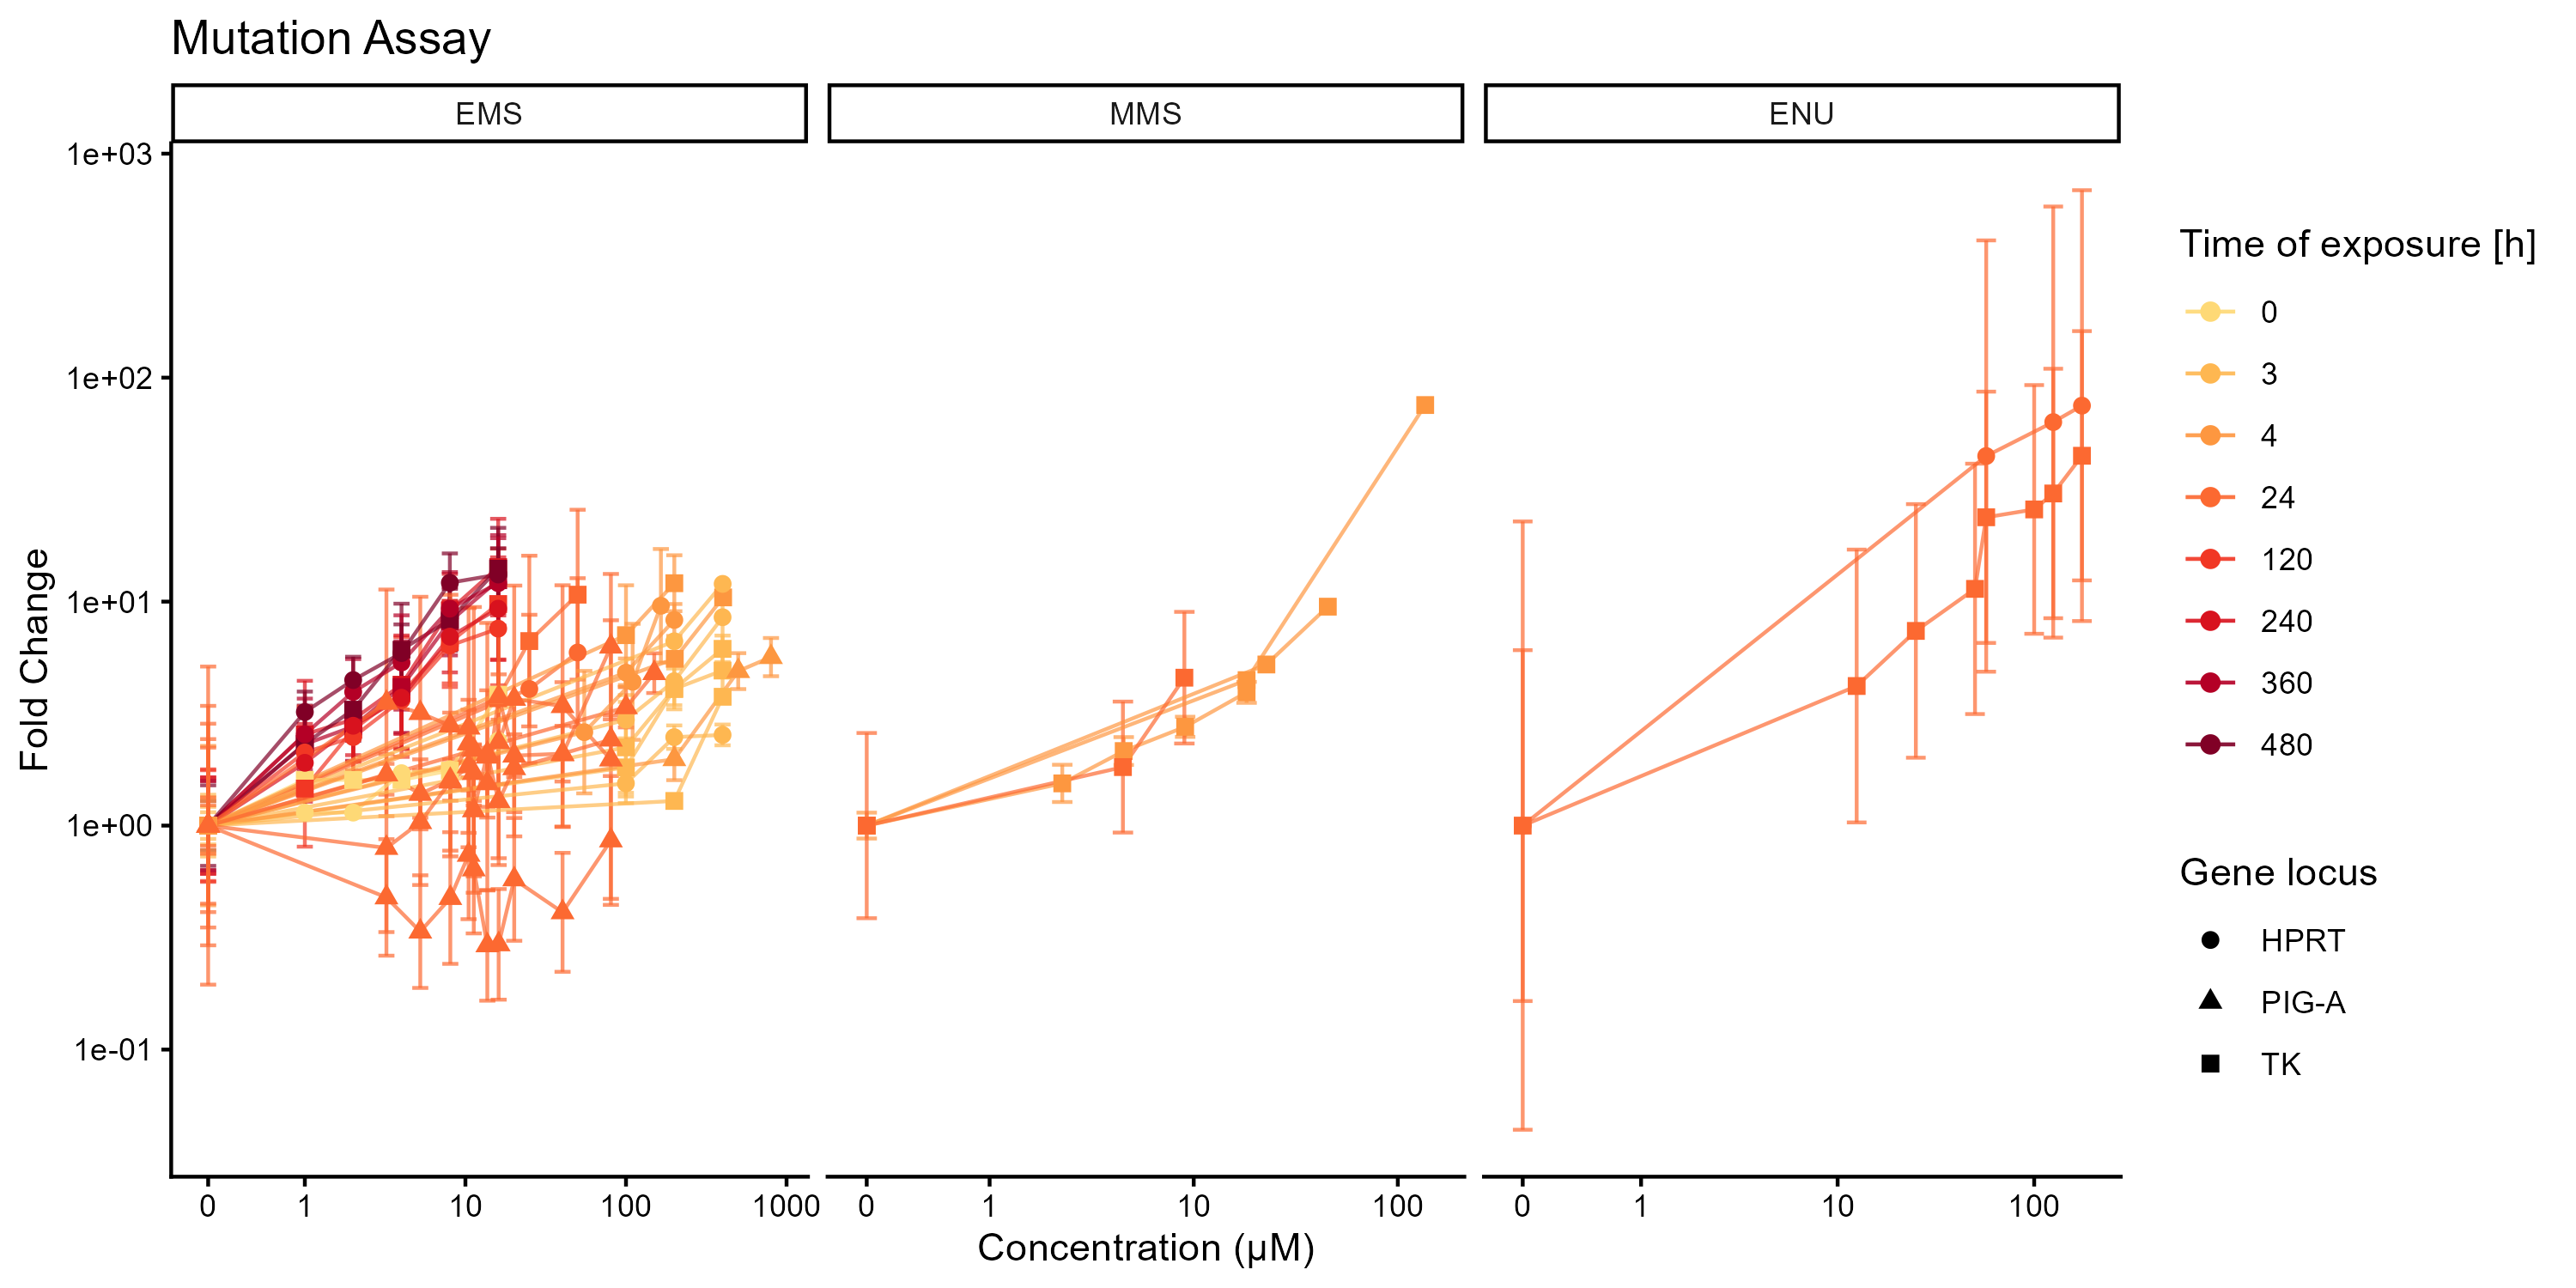 Mutation Assay
EMS
MMS
ENU
1e+03
1e+02
1e+01
1e+00
1e-01
Fold Change
0 1 10 100 1000
0 1 10 100
0 1 10 100
Concentration (µM)
Time of exposure [h]
0
3
4
24
120
240
360
480
Gene locus
HPRT
PIG-A
TK